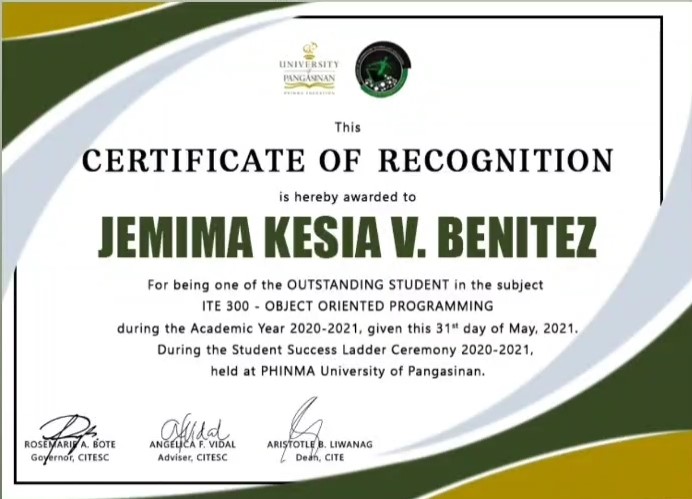 UNIVERSITY
of
PANGASINAN
PHINMA EDUCATION
This
CERTIFICATE OF RECOGNITION
is hereby awarded to
JEMIMA KESIA V. BENITEZ
For being one of the OUTSTANDING STUDENT in the subject
ITE 300 - OBJECT ORIENTED PROGRAMMING
during the Academic Year 2020-2021, given this 31st day of May, 2021.
During the Student Success Ladder Ceremony 2020-2021,
held at PHINMA University of Pangasinan.
ROSEMARIE A. BOTE ANGELICA F. VIDAL ARISTOTLE B. LIWANAG
Governor, CITESC Adviser, CITESC Dean, CITE